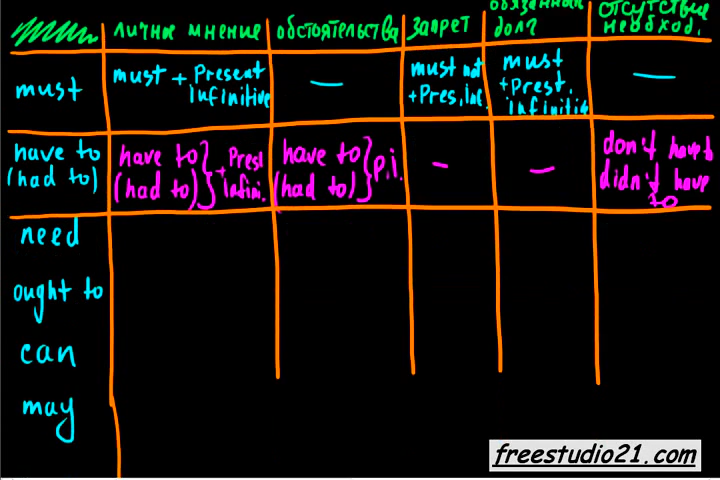 личное мнение обстоятельства запрет долг отсутствие необход.
must must + Present Infinitive — must not + Pres. Inf. must + Prest. infinitiv —
have to (had to) have to (had to) } + Prest Infini. have to (had to) } p.i. – – don't have to didn't have to
need
ought to
can
may
freestudio21.com